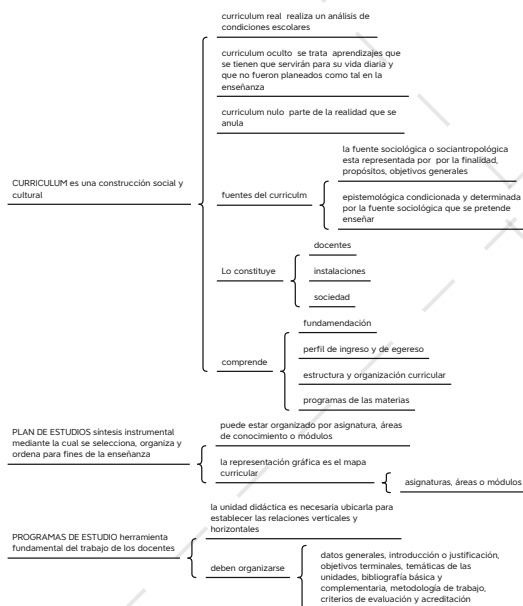 curriculum real realiza un análisis de
condiciones escolares
curriculum oculto se trata aprendizajes que
se tienen que servirán para su vida diaria y
que no fueron planeados como tal en la
enseñanza
curriculum nulo parte de la realidad que se
anula
CURRICULUM es una construcción social y
cultural
fuentes del curriculm
la fuente sociológica o sociantropológica
esta representada por por la finalidad,
propósitos, objetivos generales
epistemológica condicionada y determinada
por la fuente sociológica que se pretende
enseñar
Lo constituye
docentes
instalaciones
sociedad
comprende
fundamendación
perfil de ingreso y de egereso
estructura y organización curricular
programas de las materias
PLAN DE ESTUDIOS síntesis instrumental
mediante la cual se selecciona, organiza y
ordena para fines de la enseñanza
puede estar organizado por asignatura, áreas
de conocimiento o módulos
la representación gráfica es el mapa
curricular
asignaturas, áreas o módulos
PROGRAMAS DE ESTUDIO herramienta
fundamental del trabajo de los docentes
la unidad didáctica es necesaria ubicarla para
establecer las relaciones verticales y
horizontales
deben organizarse
datos generales, introducción o justificación,
objetivos terminales, temáticas de las
unidades, bibliografía básica y
complementaria, metodología de trabajo,
criterios de evaluación y acreditación